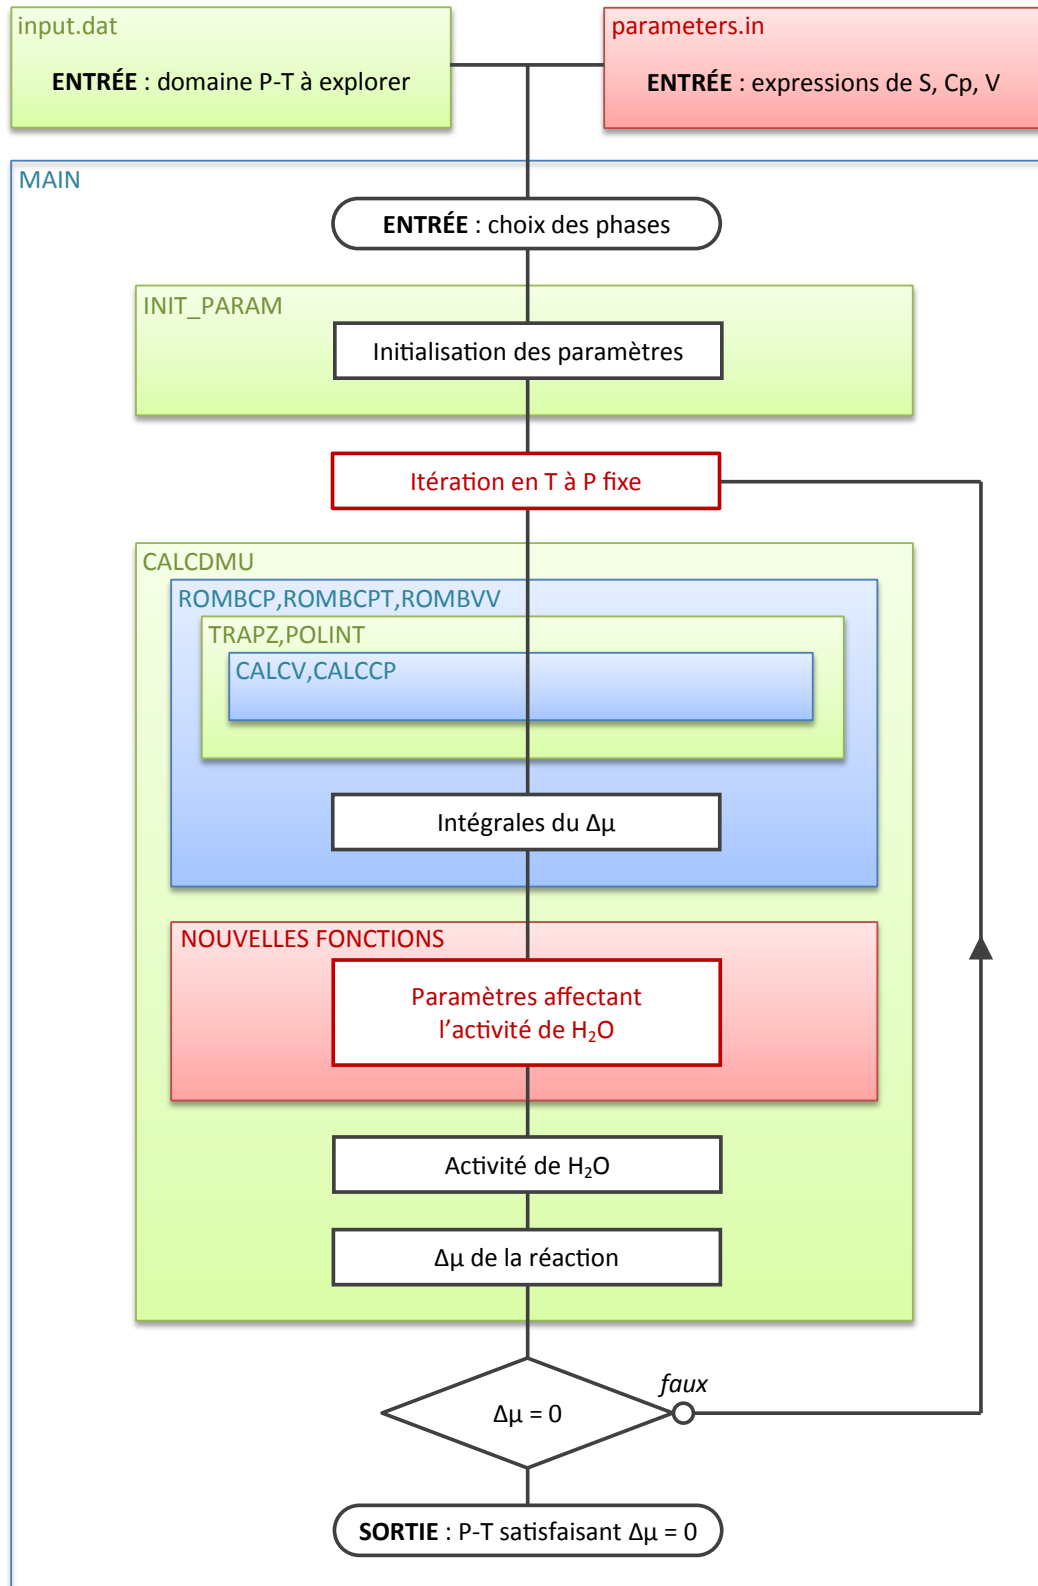 input.dat
ENTRÉE : domaine P-T à explorer
parameters.in
ENTRÉE : expressions de S, Cp, V
MAIN
ENTRÉE : choix des phases
INIT_PARAM
Initialisation des paramètres
Itération en T à P fixe
CALCDMU
ROMBCP,ROMBCPT,ROMBVV
TRAPZ,POLINT
CALCV,CALCCP
Intégrales du Δμ
NOUVELLES FONCTIONS
Paramètres affectant
l’activité de H₂O
Activité de H₂O
Δμ de la réaction
faux
Δμ = 0
SORTIE : P-T satisfaisant Δμ = 0